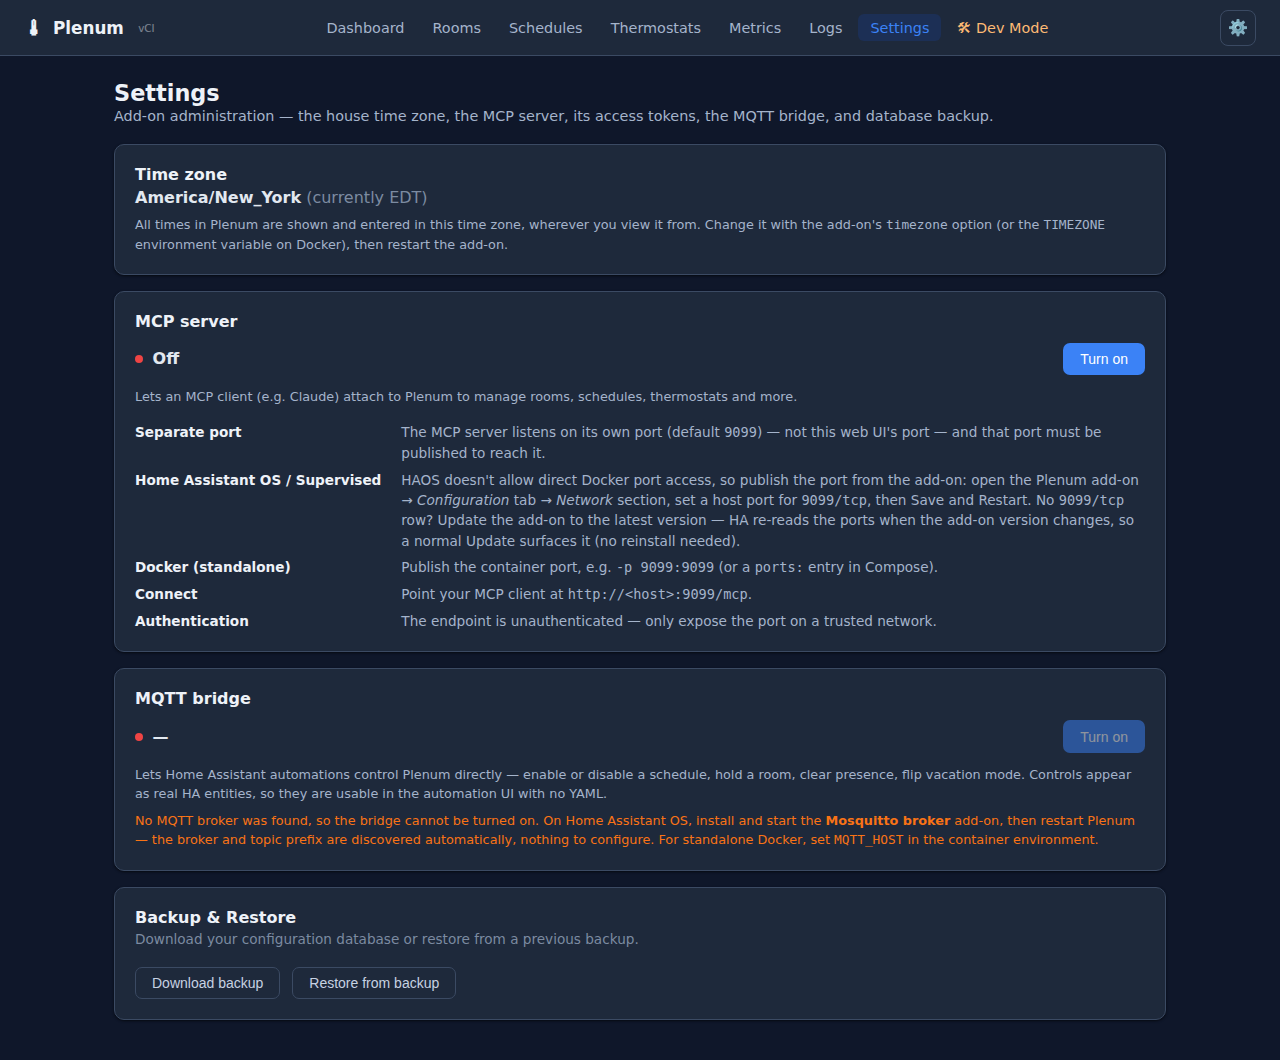 Plenum vCI Dashboard Rooms Schedules Thermostats Metrics Logs Settings 🛠 Dev Mode
Settings
Add-on administration — the house time zone, the MCP server, its access tokens, the MQTT bridge, and database backup.
Time zone
America/New_York (currently EDT)
All times in Plenum are shown and entered in this time zone, wherever you view it from. Change it with the add-on's timezone option (or the TIMEZONE
environment variable on Docker), then restart the add-on.
MCP server
Off Turn on
Lets an MCP client (e.g. Claude) attach to Plenum to manage rooms, schedules, thermostats and more.
Separate port The MCP server listens on its own port (default 9099) — not this web UI's port — and that port must be
published to reach it.
Home Assistant OS / Supervised HAOS doesn't allow direct Docker port access, so publish the port from the add-on: open the Plenum add-on
→ Configuration tab → Network section, set a host port for 9099/tcp, then Save and Restart. No 9099/tcp
row? Update the add-on to the latest version — HA re-reads the ports when the add-on version changes, so
a normal Update surfaces it (no reinstall needed).
Docker (standalone) Publish the container port, e.g. -p 9099:9099 (or a ports: entry in Compose).
Connect Point your MCP client at http://<host>:9099/mcp.
Authentication The endpoint is unauthenticated — only expose the port on a trusted network.
MQTT bridge
— Turn on
Lets Home Assistant automations control Plenum directly — enable or disable a schedule, hold a room, clear presence, flip vacation mode. Controls appear
as real HA entities, so they are usable in the automation UI with no YAML.
No MQTT broker was found, so the bridge cannot be turned on. On Home Assistant OS, install and start the Mosquitto broker add-on, then restart Plenum
— the broker and topic prefix are discovered automatically, nothing to configure. For standalone Docker, set MQTT_HOST in the container environment.
Backup & Restore
Download your configuration database or restore from a previous backup.
Download backup Restore from backup